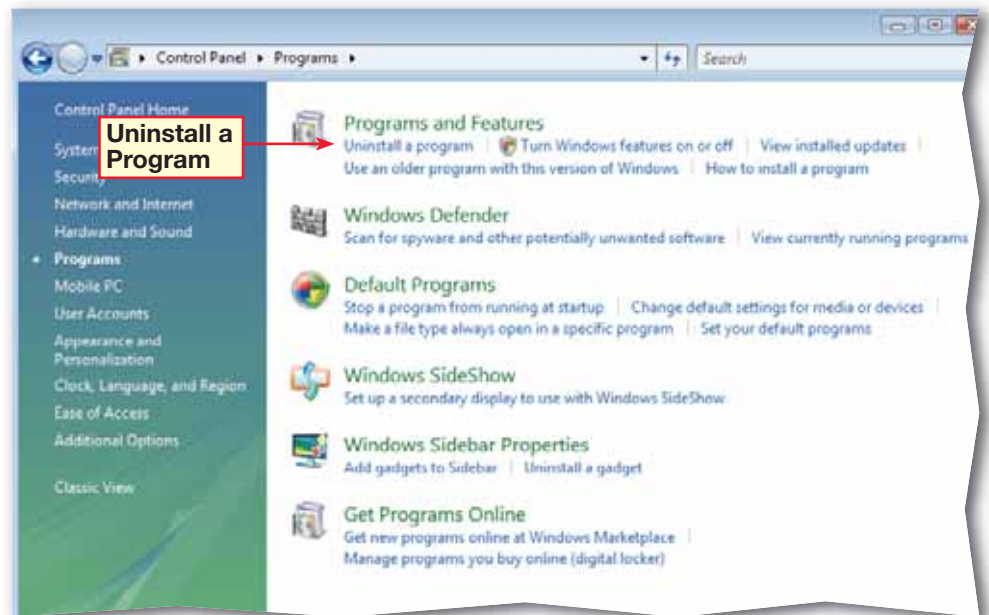 Control Panel ▸ Programs ▸
Search
Control Panel Home
System
Security
Network and Internet
Hardware and Sound
• Programs
Mobile PC
User Accounts
Appearance and
Personalization
Clock, Language, and Region
Ease of Access
Additional Options
Classic View
Uninstall a
Program
Programs and Features
Uninstall a program | Turn Windows features on or off | View installed updates |
Use an older program with this version of Windows | How to install a program
Windows Defender
Scan for spyware and other potentially unwanted software | View currently running programs
Default Programs
Stop a program from running at startup | Change default settings for media or devices |
Make a file type always open in a specific program | Set your default programs
Windows SideShow
Set up a secondary display to use with Windows SideShow
Windows Sidebar Properties
Add gadgets to Sidebar | Uninstall a gadget
Get Programs Online
Get new programs online at Windows Marketplace |
Manage programs you buy online (digital locker)